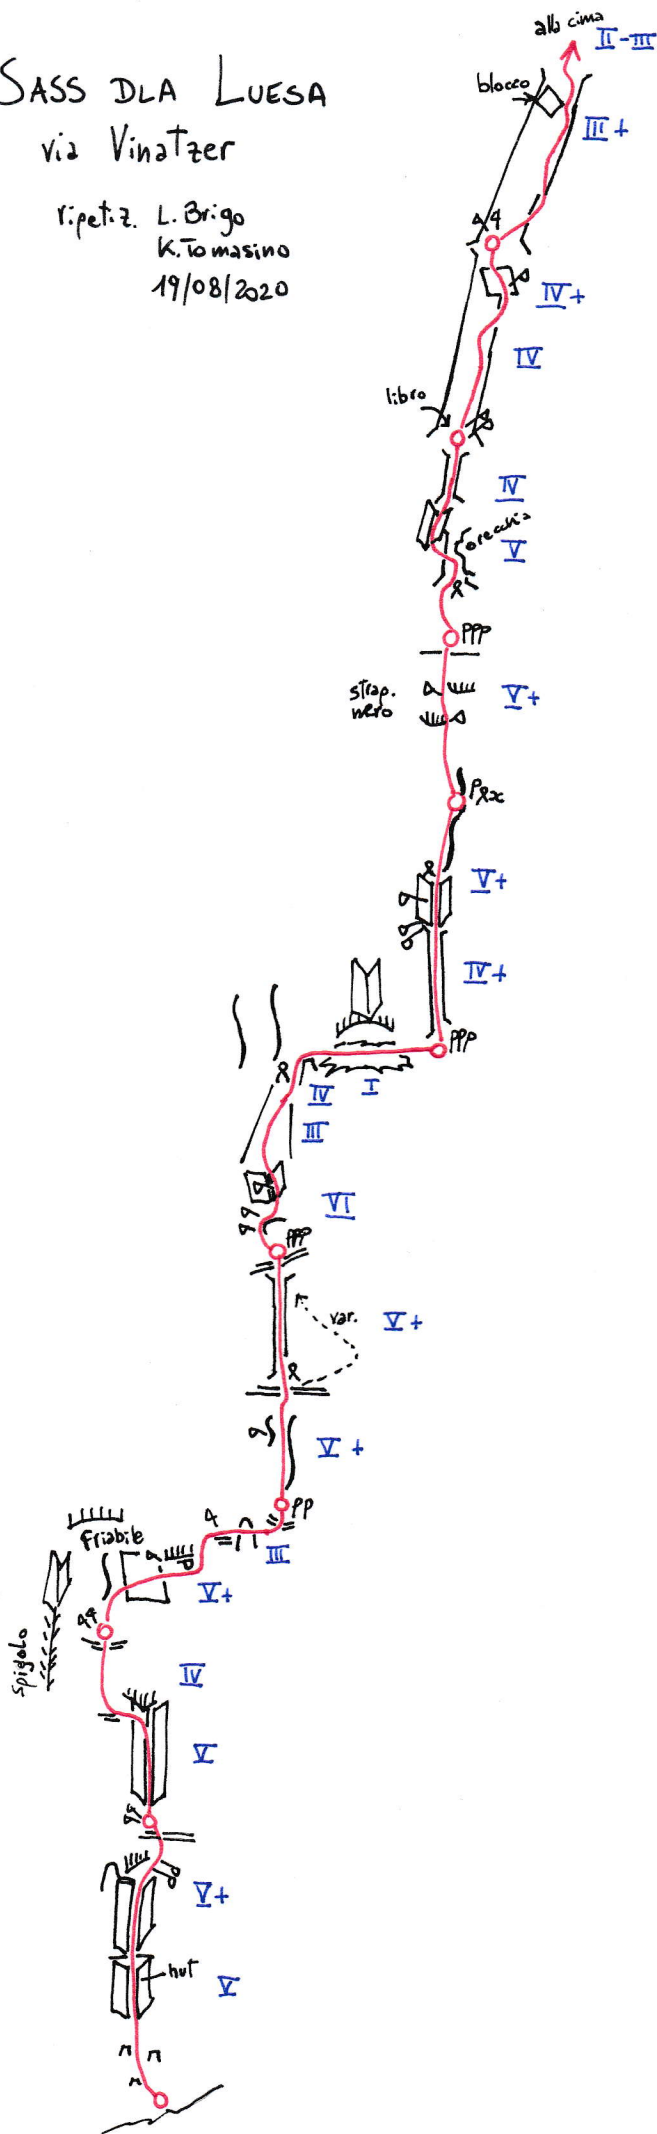 SASS DLA LUESA
via Vinatzer
ripetiz. L. Brigo
K. Tomasino
19/08/2020
alla cima
II-III
blocco
III+
IV+
IV
libro
IV
orecchia
V
PPP
strap.
nero
V+
V+
IV+
PPP
I
IV
III
VI
PPP
var.
V+
V+
PP
III
friabile
V+
spigolo
IV
V
V+
nut
V